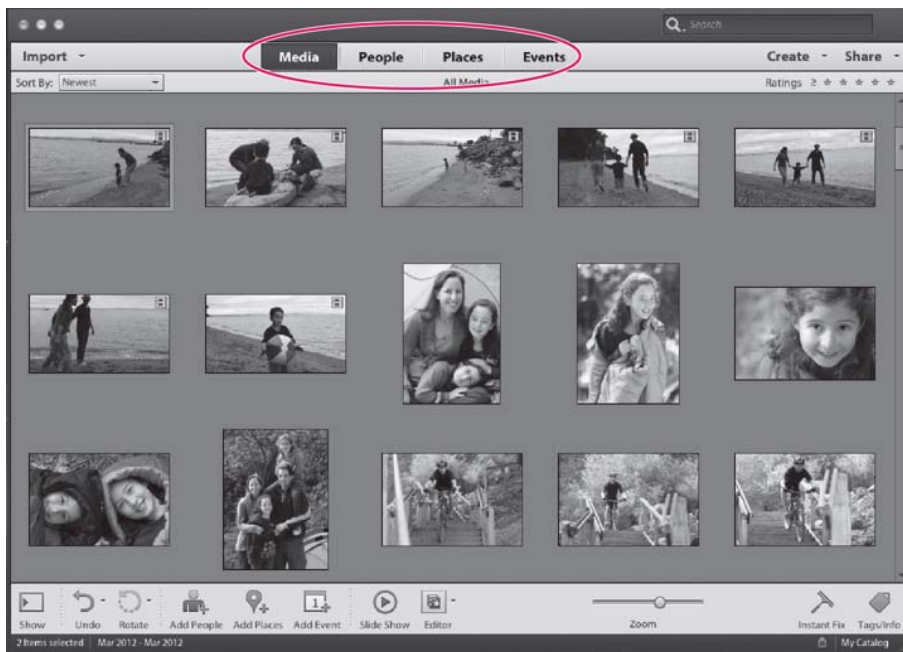 Search
Import
Media People Places Events
Create Share
Sort By: Newest
All Media
Ratings ≥
Show Undo Rotate Add People Add Places Add Event Slide Show Editor Zoom Instant Fix Tags/Info
2 Items selected Mar 2012 - Mar 2012 My Catalog